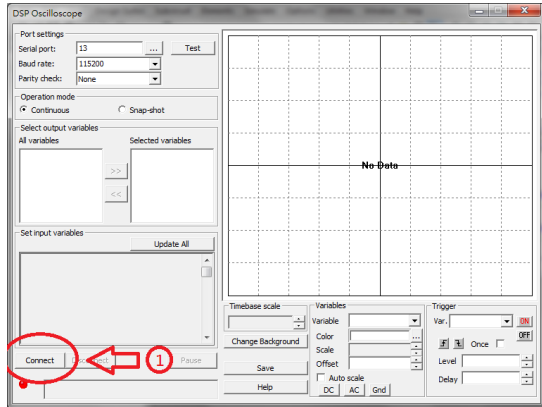 DSP Oscilloscope
Port settings
Serial port: 13 ... Test
Baud rate: 115200
Parity check: None
Operation mode
Continuous Snap-shot
Select output variables
All variables Selected variables
>>
<<
Set input variables
Update All
Connect Pause
1
No Data
Timebase scale
Change Background
Save
Help
Variables
Variable
Color ...
Scale
Offset
Auto scale
DC AC Gnd
Trigger
Var. ON
OFF
Once
Level
Delay